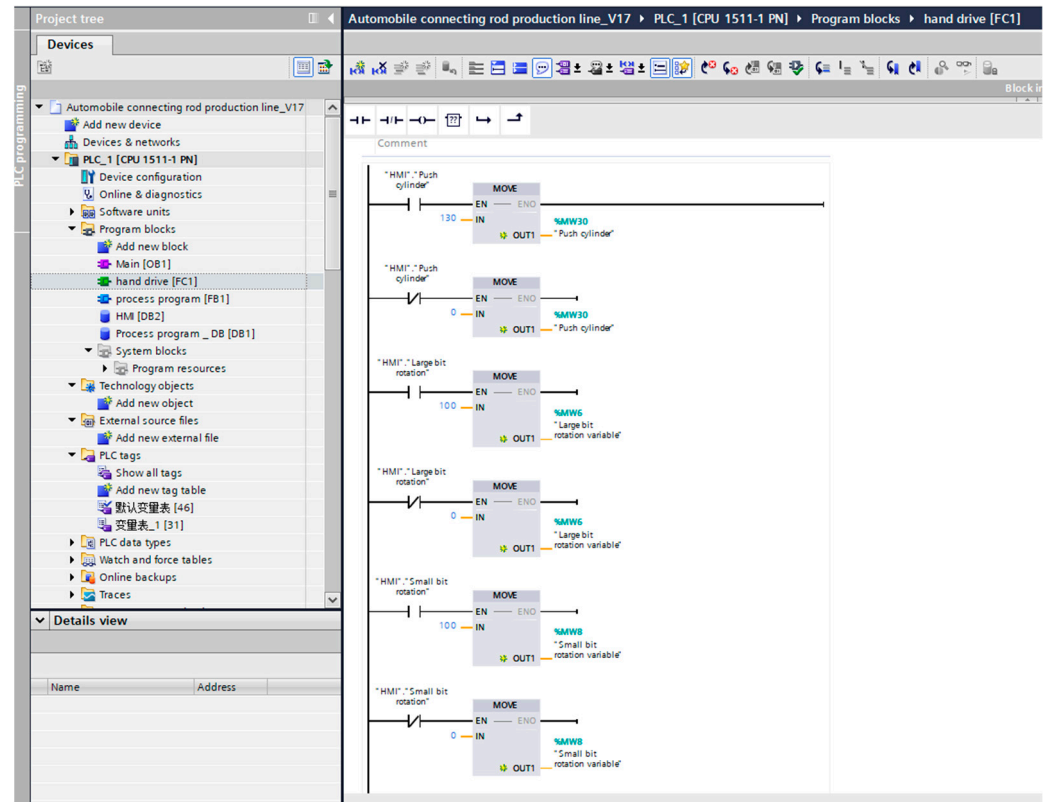 Project tree
Automobile connecting rod production line_V17 ▸ PLC_1 [CPU 1511-1 PN] ▸ Program blocks ▸ hand drive [FC1]
Devices
PLC programming
Block in
Automobile connecting rod production line_V17
Add new device
Devices & networks
PLC_1 [CPU 1511-1 PN]
Device configuration
Online & diagnostics
Software units
Program blocks
Add new block
Main [OB1]
hand drive [FC1]
process program [FB1]
HMI [DB2]
Process program _ DB [DB1]
System blocks
Program resources
Technology objects
Add new object
External source files
Add new external file
PLC tags
Show all tags
Add new tag table
默认变量表 [46]
变量表_1 [31]
PLC data types
Watch and force tables
Online backups
Traces
Details view
Name Address
??
Comment
"HMI"."Push
cylinder"
MOVE
EN ENO
130 IN
%MW30
OUT1 "Push cylinder"
"HMI"."Push
cylinder"
MOVE
EN ENO
0 IN
%MW30
OUT1 "Push cylinder"
"HMI"."Large bit
rotation"
MOVE
EN ENO
100 IN
%MW6
"Large bit
OUT1 rotation variable"
"HMI"."Large bit
rotation"
MOVE
EN ENO
0 IN
%MW6
"Large bit
OUT1 rotation variable"
"HMI"."Small bit
rotation"
MOVE
EN ENO
100 IN
%MW8
"Small bit
OUT1 rotation variable"
"HMI"."Small bit
rotation"
MOVE
EN ENO
0 IN
%MW8
"Small bit
OUT1 rotation variable"